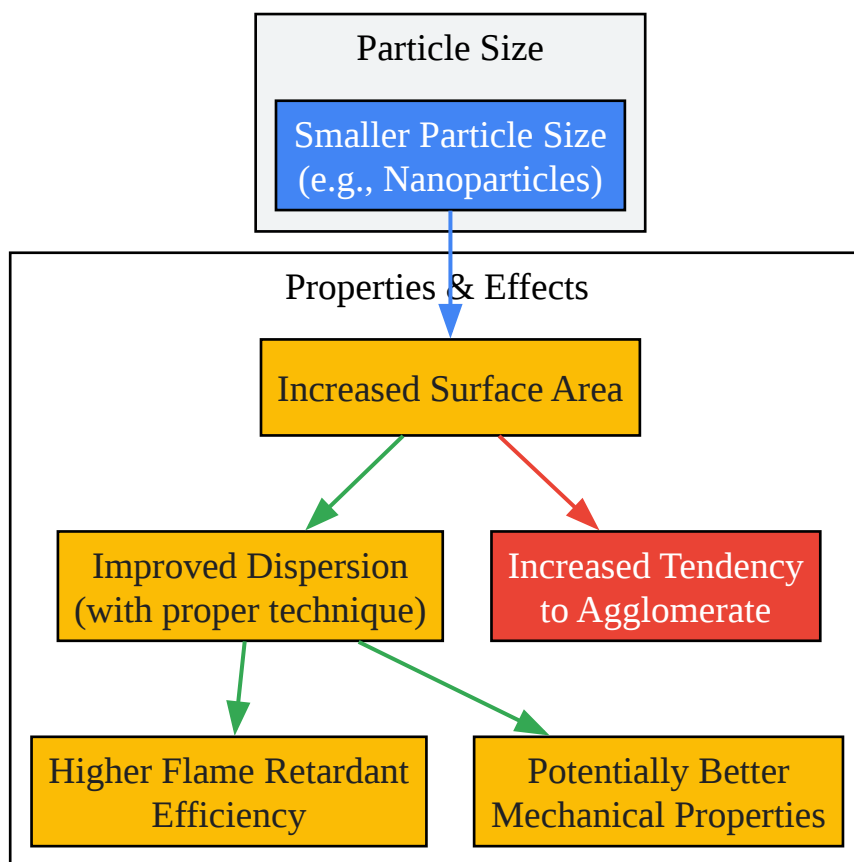 Particle Size
Smaller Particle Size
(e.g., Nanoparticles)
Properties & Effects
Increased Surface Area
Improved Dispersion
(with proper technique)
Increased Tendency
to Agglomerate
Higher Flame Retardant
Efficiency
Potentially Better
Mechanical Properties